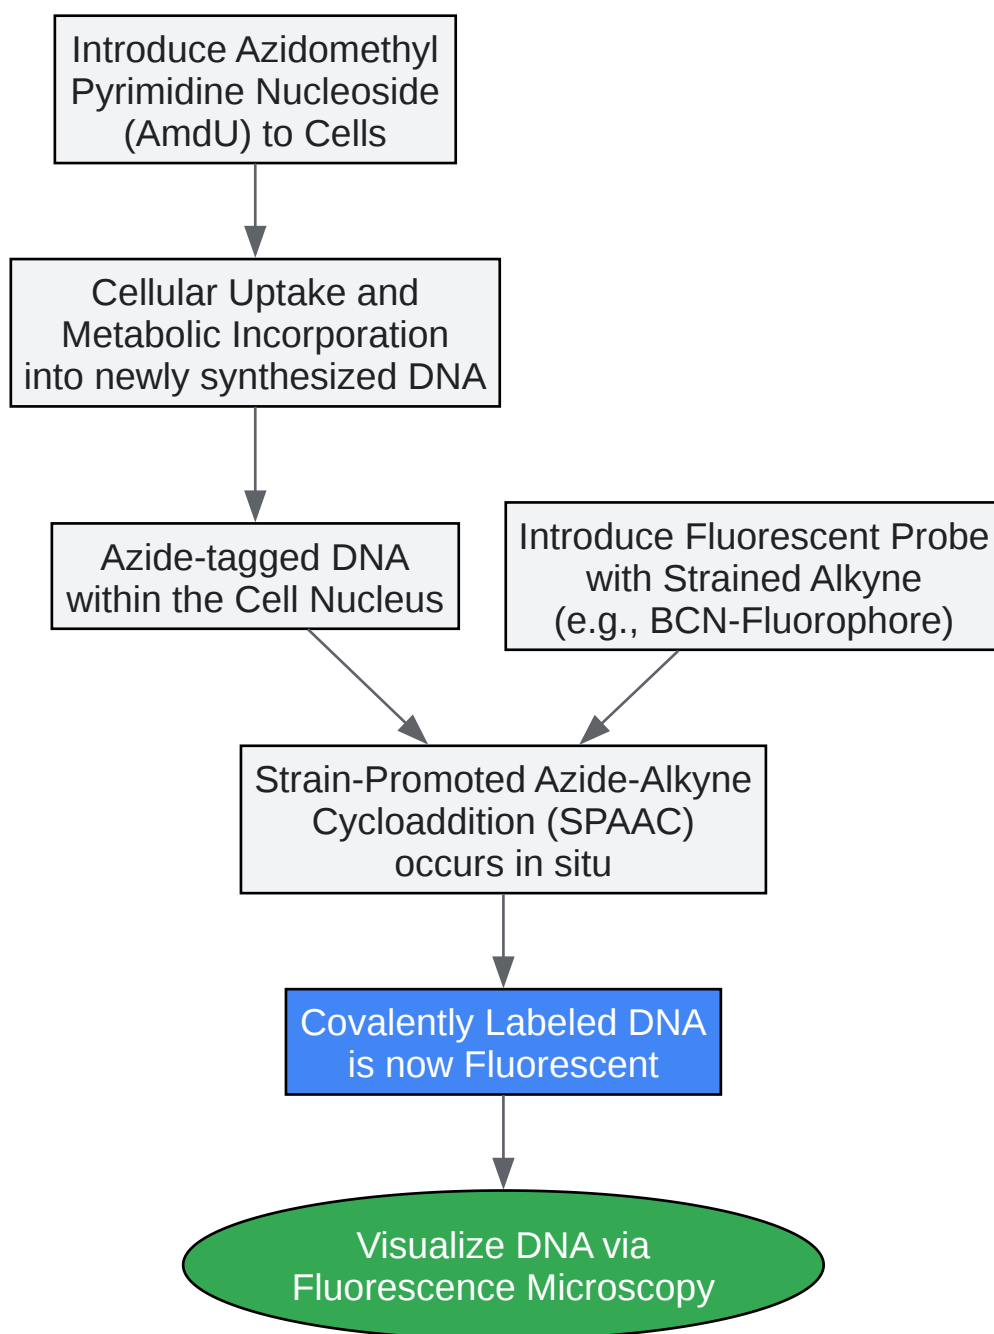 Introduce Azidomethyl
Pyrimidine Nucleoside
(AmdU) to Cells
Cellular Uptake and
Metabolic Incorporation
into newly synthesized DNA
Azide-tagged DNA
within the Cell Nucleus
Introduce Fluorescent Probe
with Strained Alkyne
(e.g., BCN-Fluorophore)
Strain-Promoted Azide-Alkyne
Cycloaddition (SPAAC)
occurs in situ
Covalently Labeled DNA
is now Fluorescent
Visualize DNA via
Fluorescence Microscopy